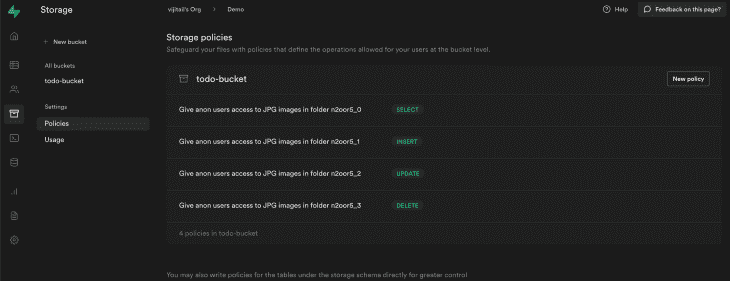 Storage
vijitail's Org > Demo
Help
Feedback on this page?
+ New bucket
All buckets
todo-bucket
Settings
Policies
Usage
Storage policies
Safeguard your files with policies that define the operations allowed for your users at the bucket level.
todo-bucket
New policy
Give anon users access to JPG images in folder n2oor5_0 SELECT
Give anon users access to JPG images in folder n2oor5_1 INSERT
Give anon users access to JPG images in folder n2oor5_2 UPDATE
Give anon users access to JPG images in folder n2oor5_3 DELETE
4 policies in todo-bucket
You may also write policies for the tables under the storage schema directly for greater control